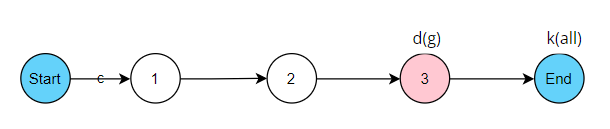 d(g)
k(all)
Start
c
1
2
3
End